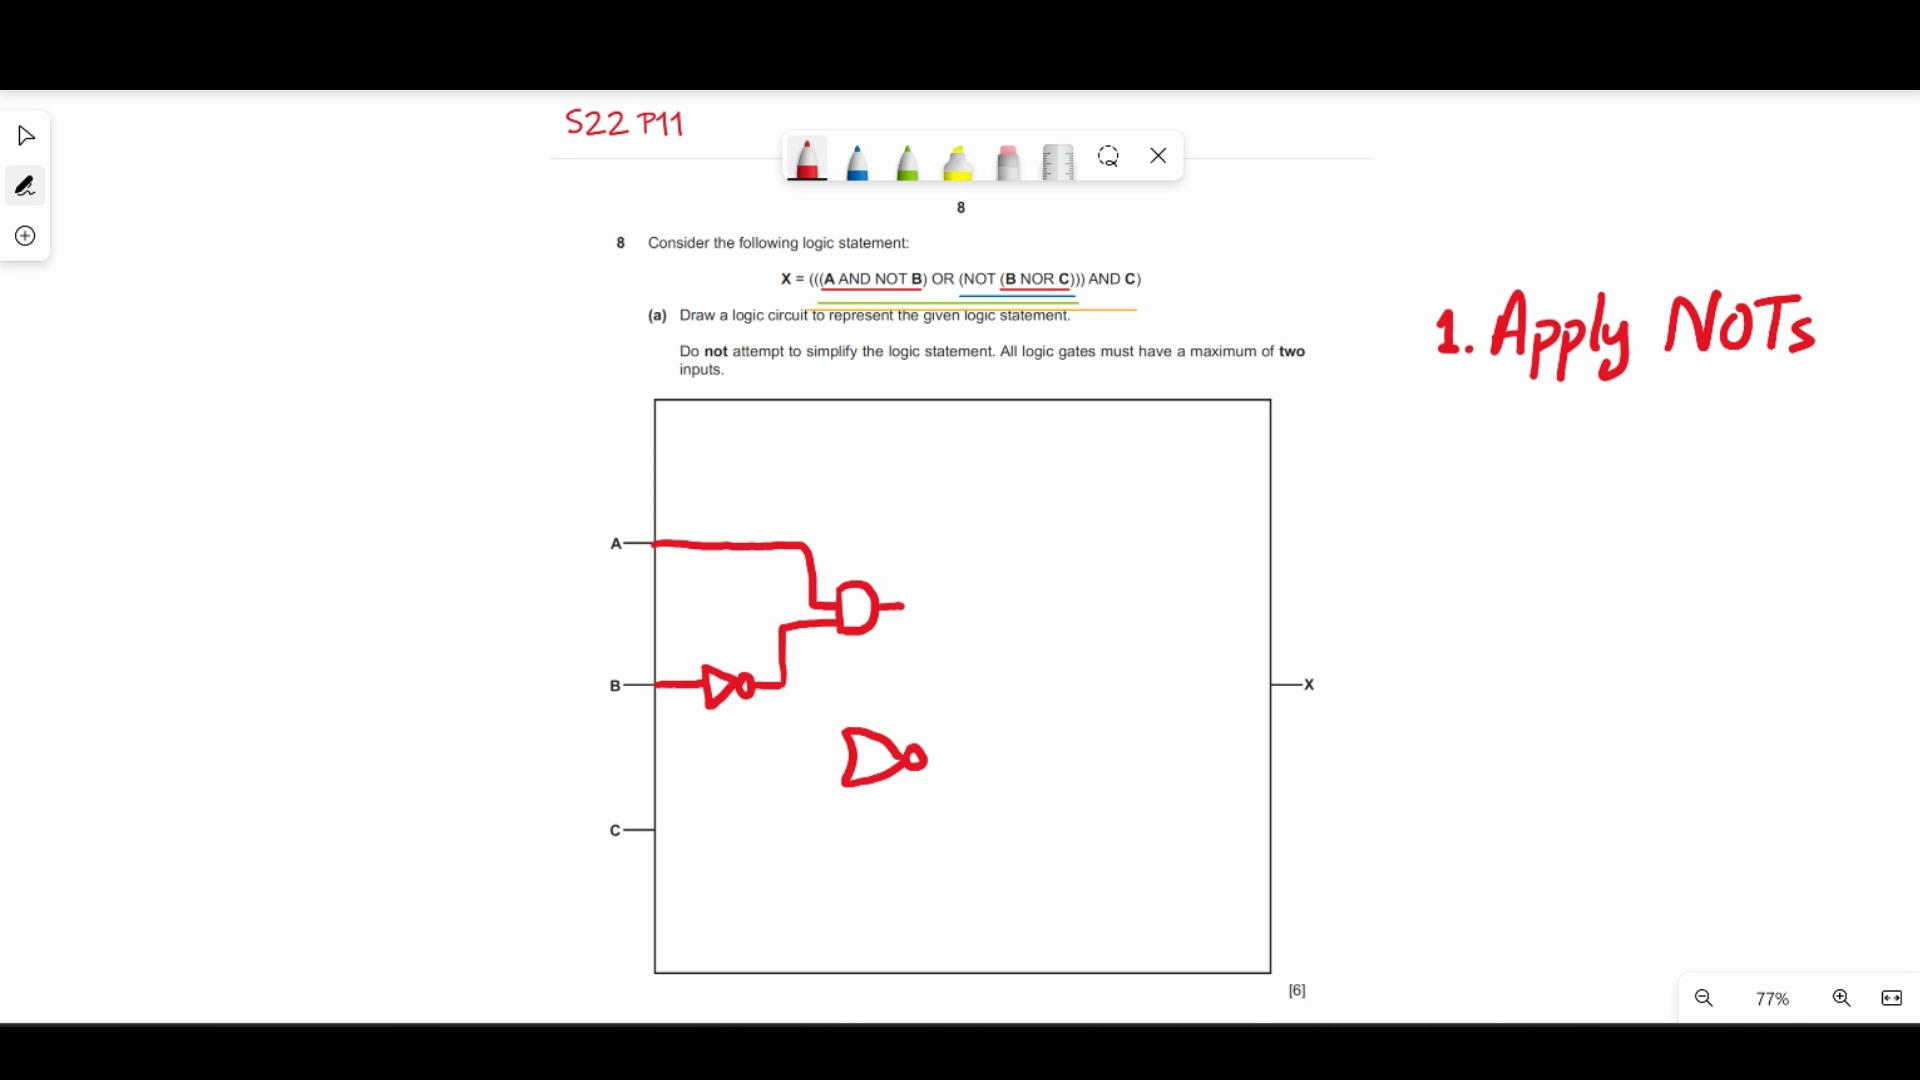 S22 P11
8
8 Consider the following logic statement:
X = (((A AND NOT B) OR (NOT (B NOR C))) AND C)
(a) Draw a logic circuit to represent the given logic statement.
Do not attempt to simplify the logic statement. All logic gates must have a maximum of two
inputs.
1. Apply NOTs
A
B
X
C
[6]
77%